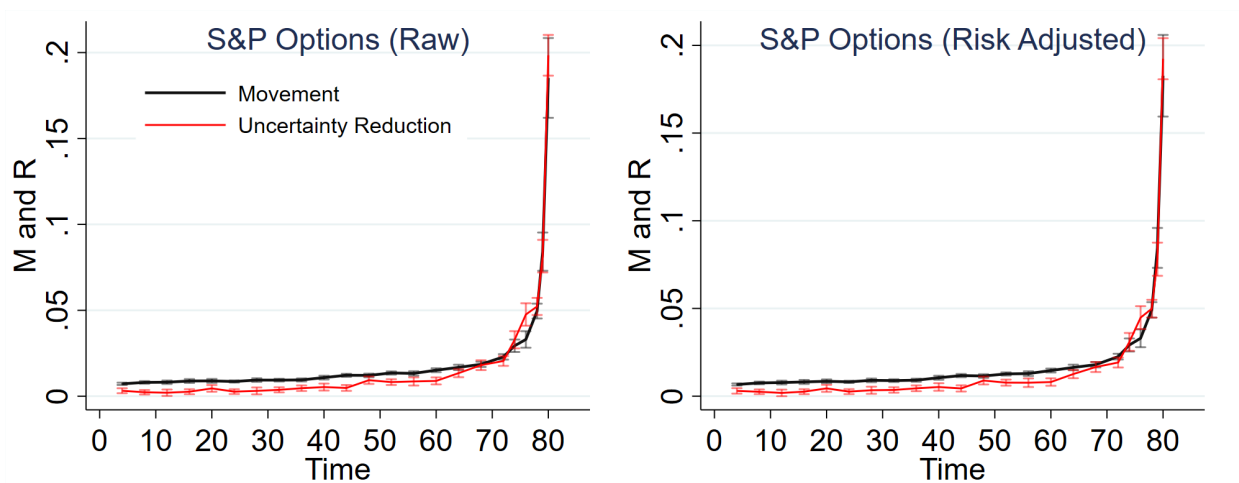 S&P Options (Raw)
Movement
Uncertainty Reduction
M and R
.2
.15
.1
.05
0
0 10 20 30 40 50 60 70 80
Time
S&P Options (Risk Adjusted)
M and R
.2
.15
.1
.05
0
0 10 20 30 40 50 60 70 80
Time